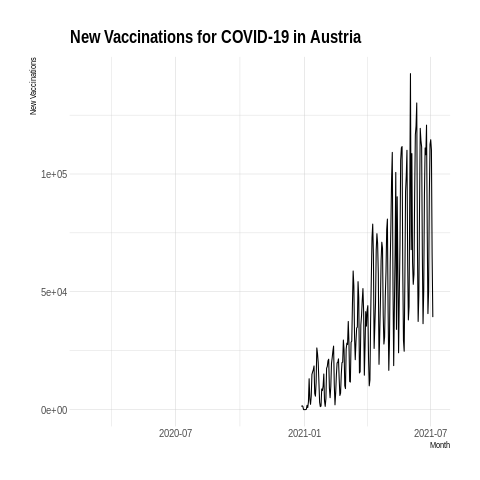 New Vaccinations for COVID-19 in Austria
New Vaccinations
1e+05
5e+04
0e+00
2020-07
2021-01
2021-07
Month